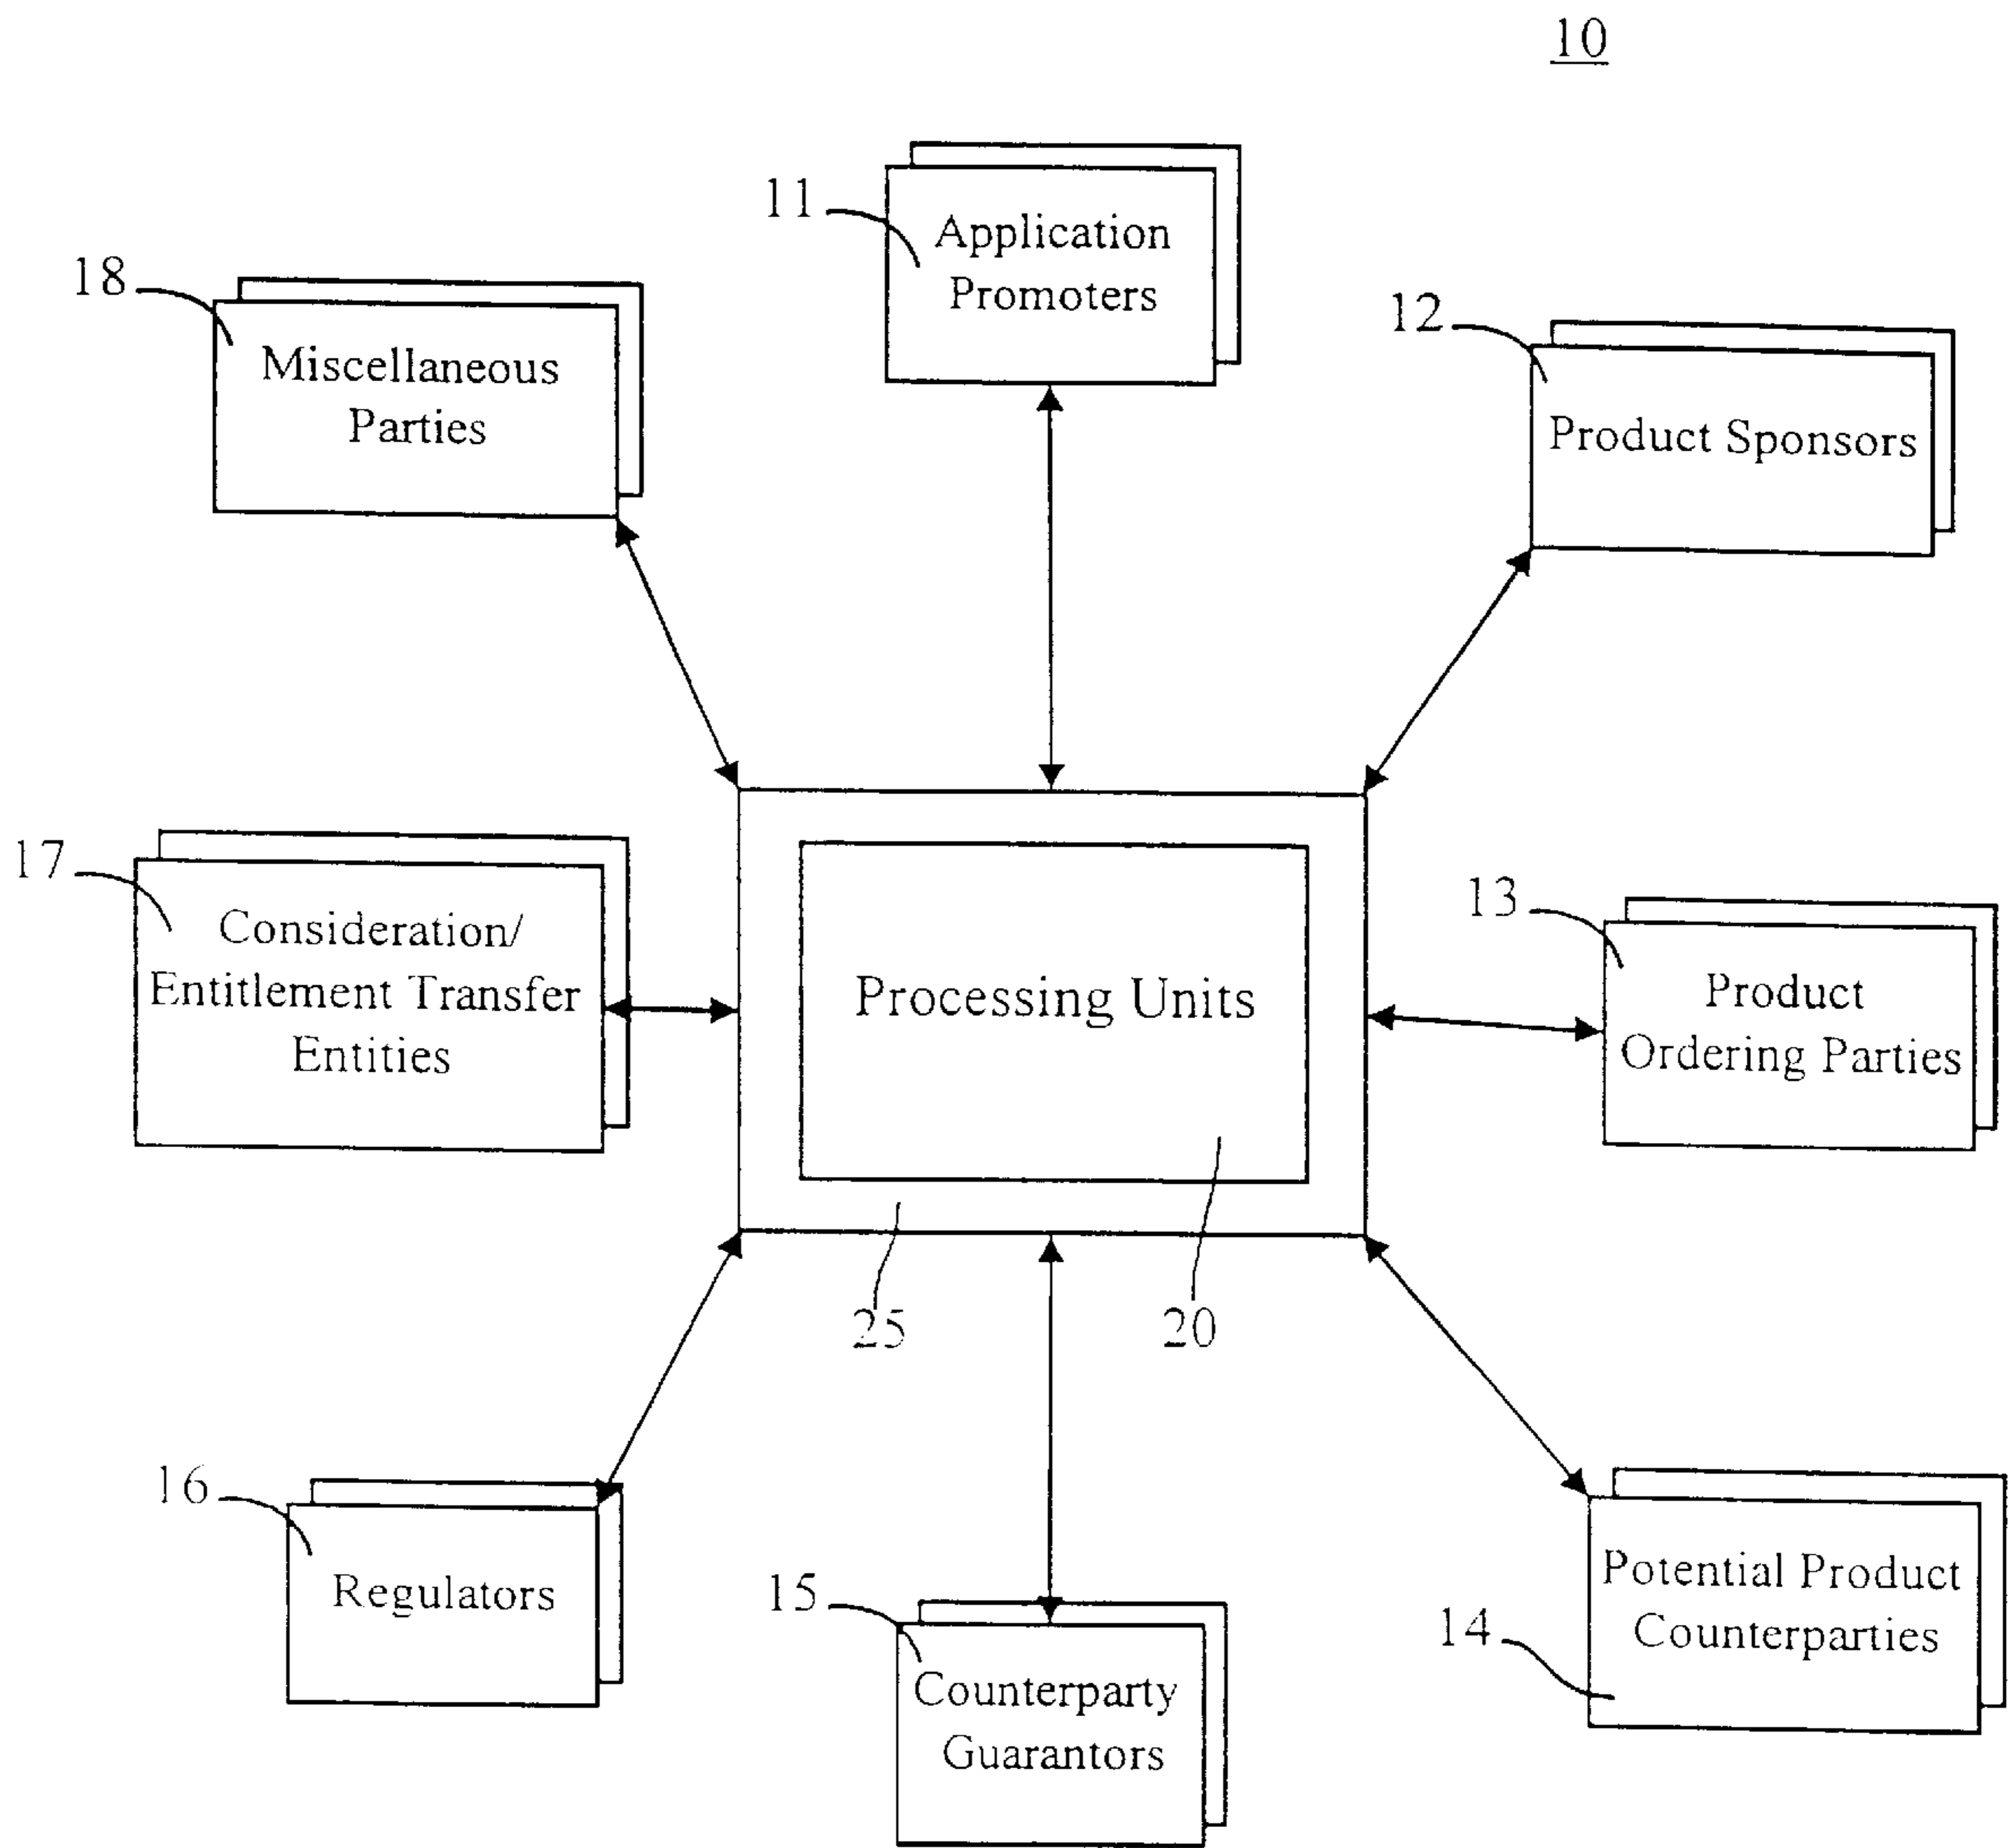 10
11
Application
Promoters
18
Miscellaneous
Parties
12
Product Sponsors
17
Consideration/
Entitlement Transfer
Entities
Processing Units
13
Product
Ordering Parties
25
20
16
Regulators
15
Counterparty
Guarantors
14
Potential Product
Counterparties